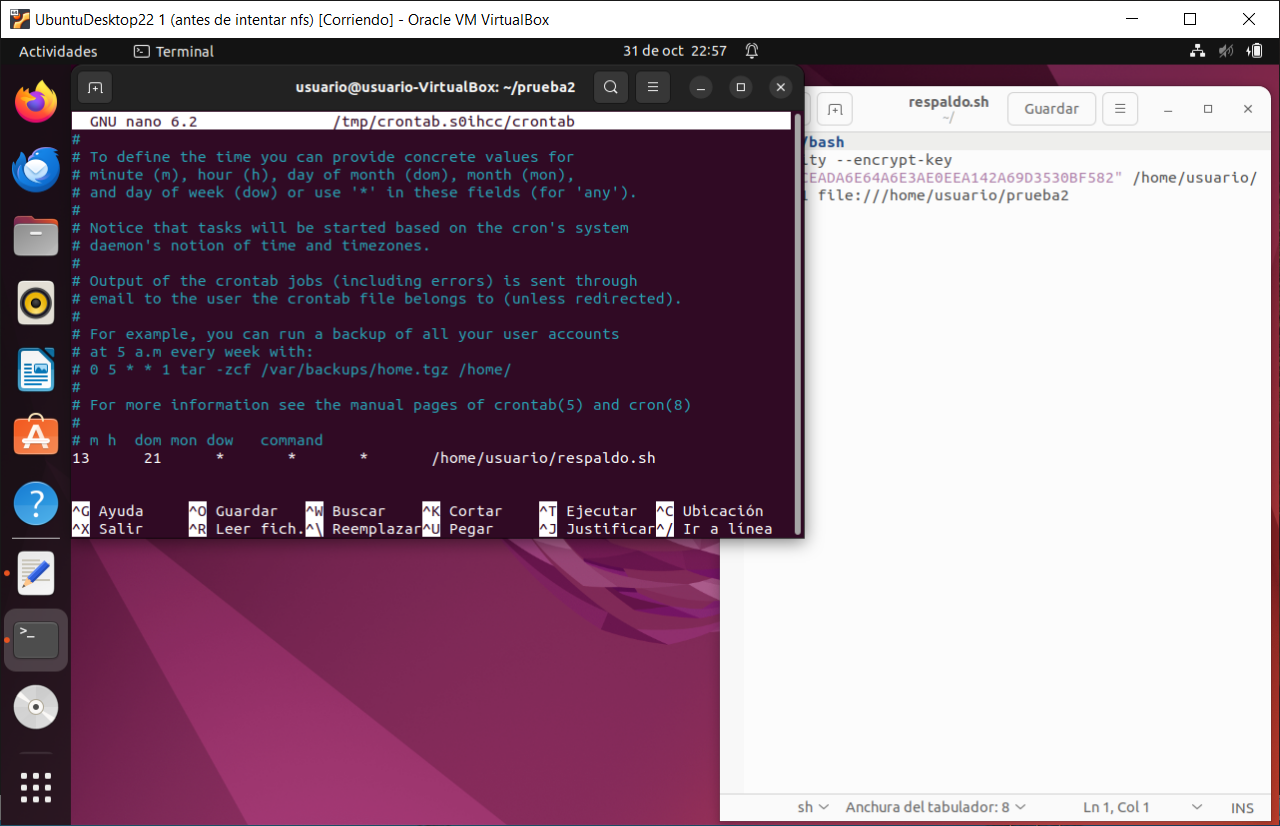 UbuntuDesktop22 1 (antes de intentar nfs) [Corriendo] - Oracle VM VirtualBox
Actividades Terminal 31 de oct 22:57
usuario@usuario-VirtualBox: ~/prueba2
GNU nano 6.2 /tmp/crontab.s0ihcc/crontab
#
# To define the time you can provide concrete values for
# minute (m), hour (h), day of month (dom), month (mon),
# and day of week (dow) or use '*' in these fields (for 'any').
#
# Notice that tasks will be started based on the cron's system
# daemon's notion of time and timezones.
#
# Output of the crontab jobs (including errors) is sent through
# email to the user the crontab file belongs to (unless redirected).
#
# For example, you can run a backup of all your user accounts
# at 5 a.m every week with:
# 0 5 * * 1 tar -zcf /var/backups/home.tgz /home/
#
# For more information see the manual pages of crontab(5) and cron(8)
#
# m h dom mon dow command
13 21 * * * /home/usuario/respaldo.sh
^G Ayuda ^O Guardar ^W Buscar ^K Cortar ^T Ejecutar ^C Ubicación
^X Salir ^R Leer fich. ^\ Reemplazar ^U Pegar ^J Justificar ^/ Ir a línea
respaldo.sh
~/
Guardar
/bash
ity --encrypt-key
CEADA6E64A6E3AE0EEA142A69D3530BF582" /home/usuario/
file:///home/usuario/prueba2
sh Anchura del tabulador: 8 Ln 1, Col 1 INS